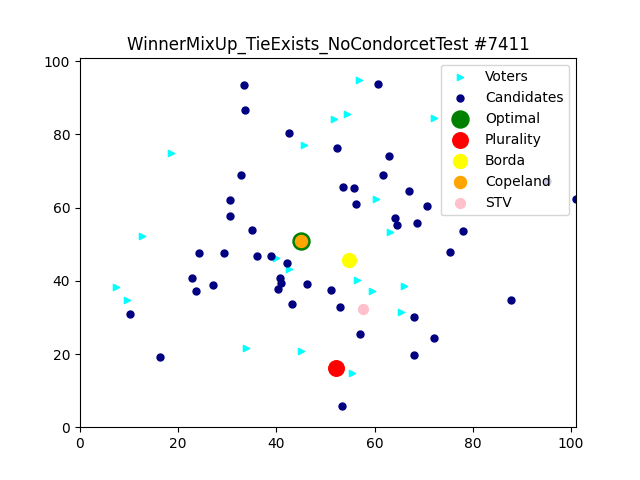 WinnerMixUp_TieExists_NoCondorcetTest #7411
100
80
60
40
20
0
0
20
40
60
80
100
Voters
Candidates
Optimal
Plurality
Borda
Copeland
STV